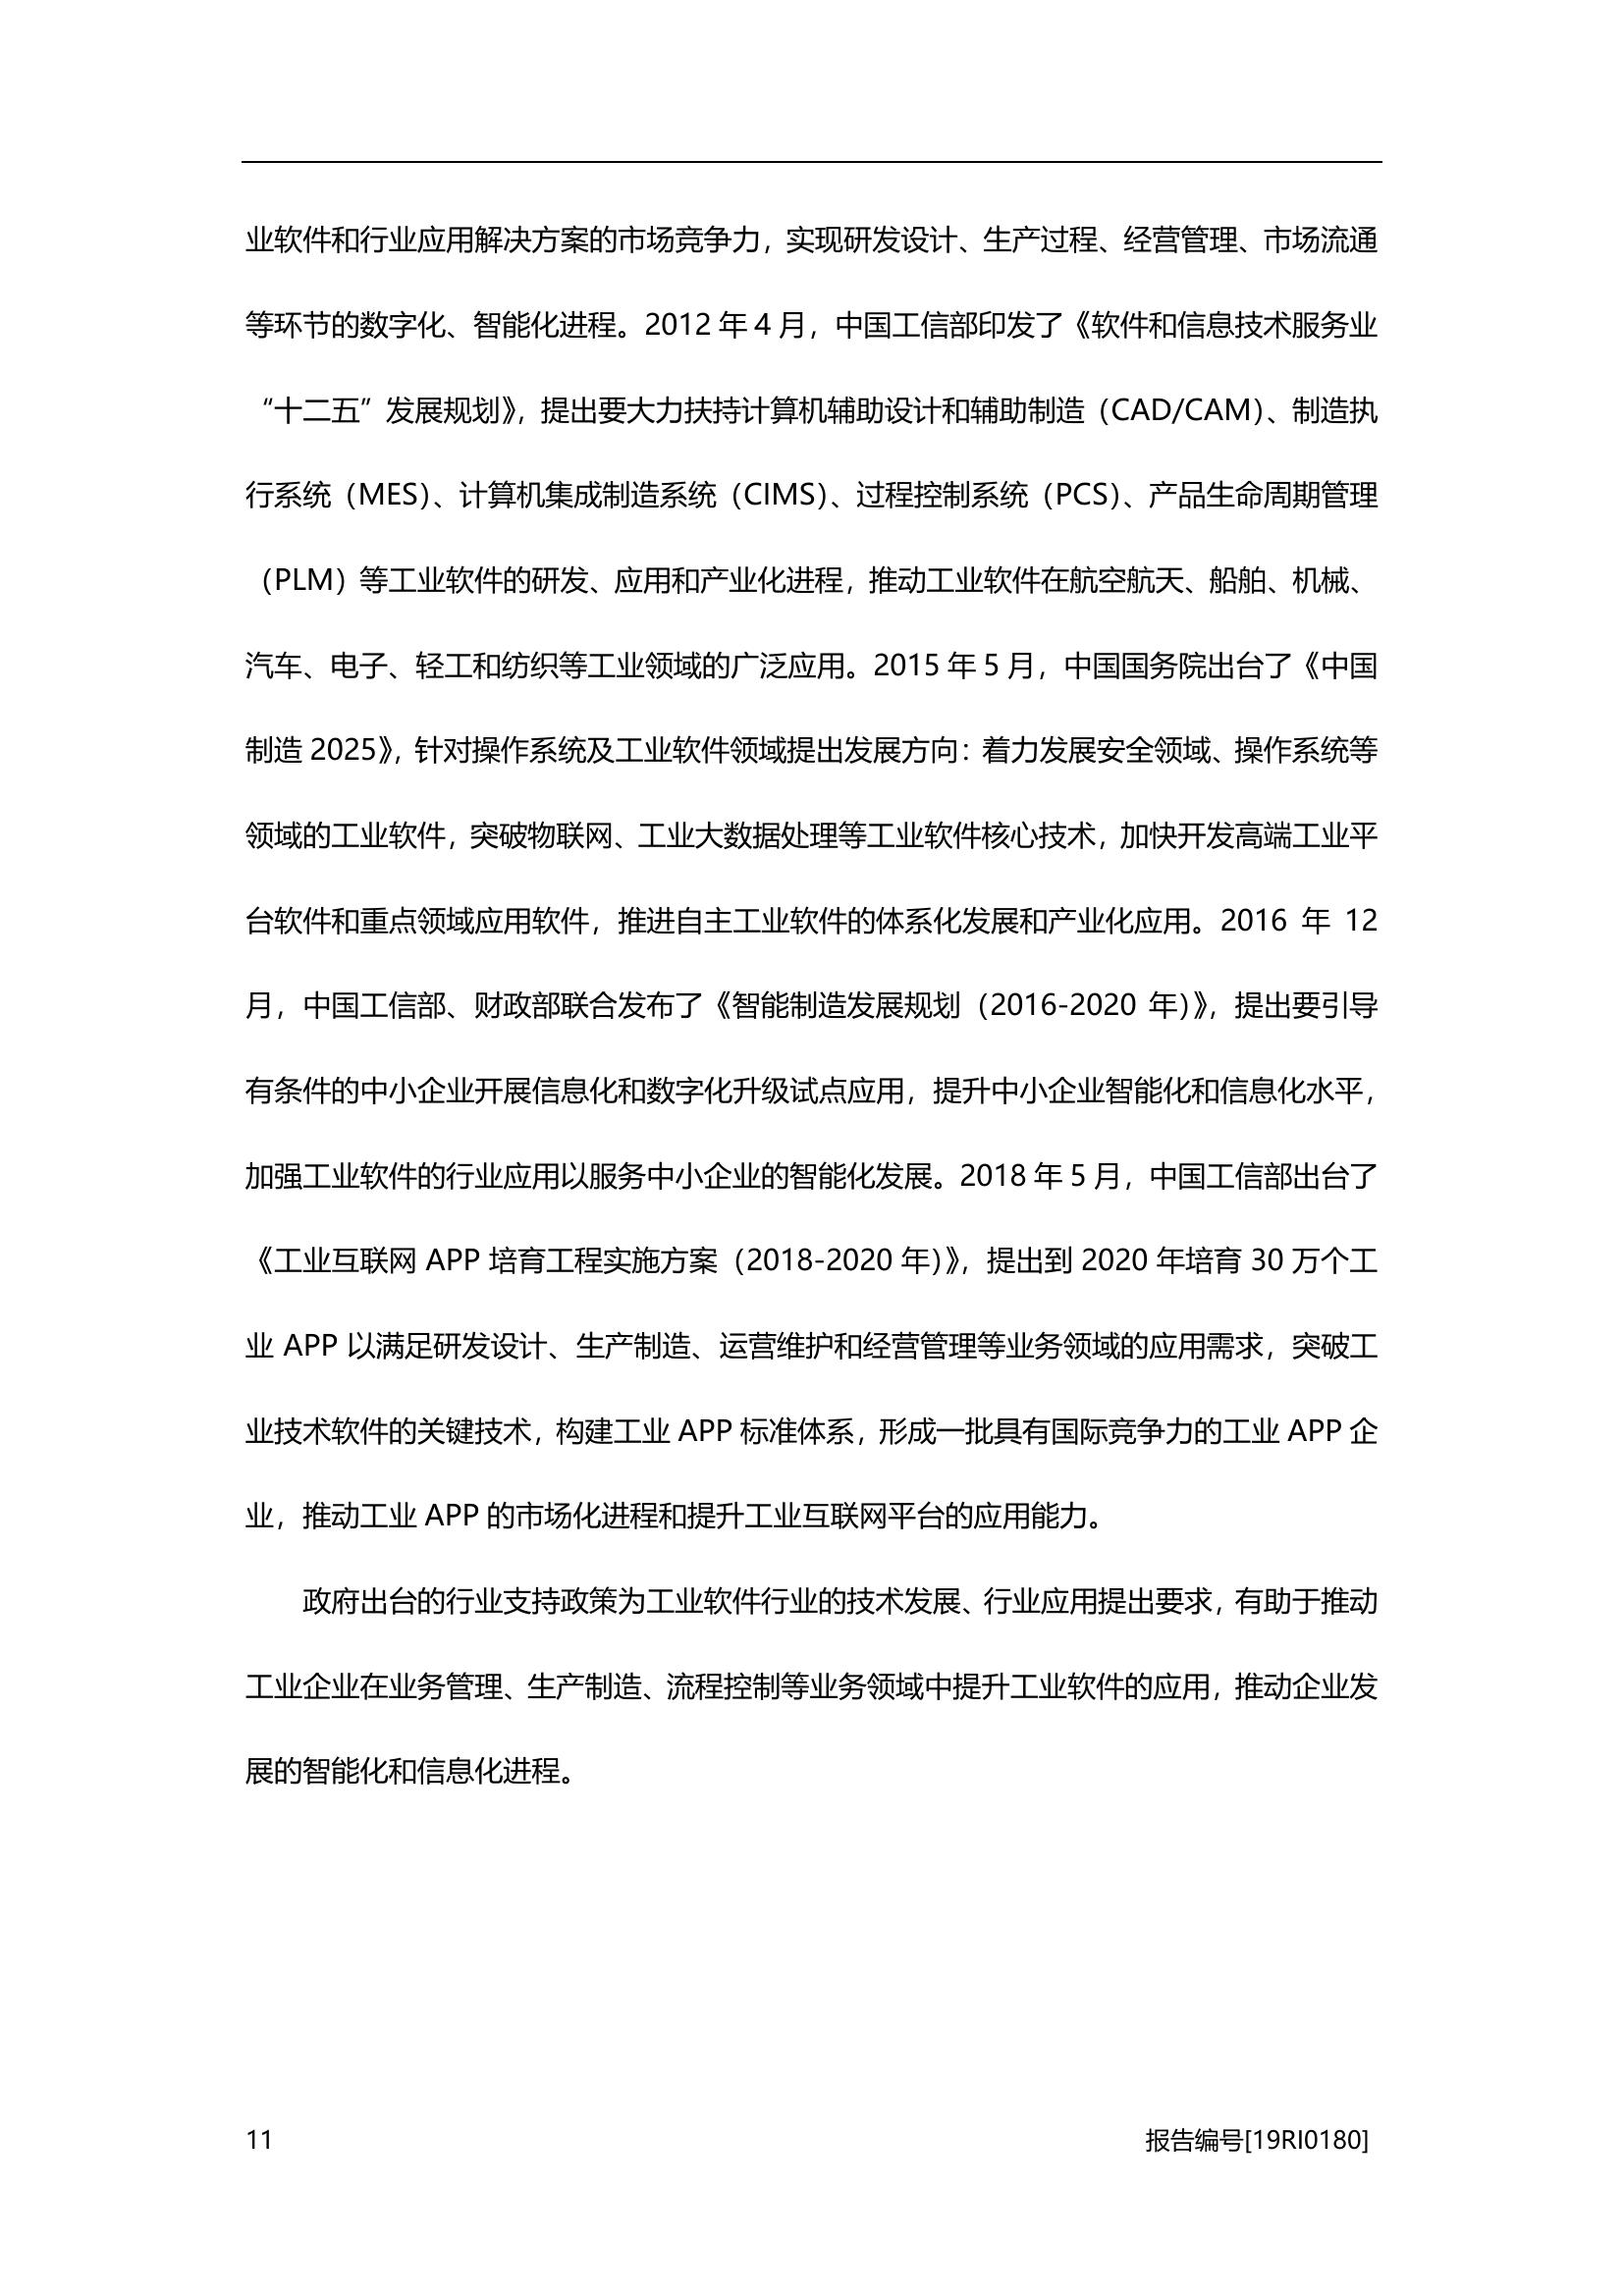 业软件和行业应用解决方案的市场竞争力，实现研发设计、生产过程、经营管理、市场流通
等环节的数字化、智能化进程。2012 年 4 月，中国工信部印发了《软件和信息技术服务业
“十二五”发展规划》，提出要大力扶持计算机辅助设计和辅助制造（CAD/CAM）、制造执
行系统（MES）、计算机集成制造系统（CIMS）、过程控制系统（PCS）、产品生命周期管理
（PLM）等工业软件的研发、应用和产业化进程，推动工业软件在航空航天、船舶、机械、
汽车、电子、轻工和纺织等工业领域的广泛应用。2015 年 5 月，中国国务院出台了《中国
制造 2025》，针对操作系统及工业软件领域提出发展方向：着力发展安全领域、操作系统等
领域的工业软件，突破物联网、工业大数据处理等工业软件核心技术，加快开发高端工业平
台软件和重点领域应用软件，推进自主工业软件的体系化发展和产业化应用。2016 年 12
月，中国工信部、财政部联合发布了《智能制造发展规划（2016-2020 年）》，提出要引导
有条件的中小企业开展信息化和数字化升级试点应用，提升中小企业智能化和信息化水平，
加强工业软件的行业应用以服务中小企业的智能化发展。2018 年 5 月，中国工信部出台了
《工业互联网 APP 培育工程实施方案（2018-2020 年）》，提出到 2020 年培育 30 万个工
业 APP 以满足研发设计、生产制造、运营维护和经营管理等业务领域的应用需求，突破工
业技术软件的关键技术，构建工业 APP 标准体系，形成一批具有国际竞争力的工业 APP 企
业，推动工业 APP 的市场化进程和提升工业互联网平台的应用能力。
政府出台的行业支持政策为工业软件行业的技术发展、行业应用提出要求，有助于推动
工业企业在业务管理、生产制造、流程控制等业务领域中提升工业软件的应用，推动企业发
展的智能化和信息化进程。
11 报告编号[19RI0180]